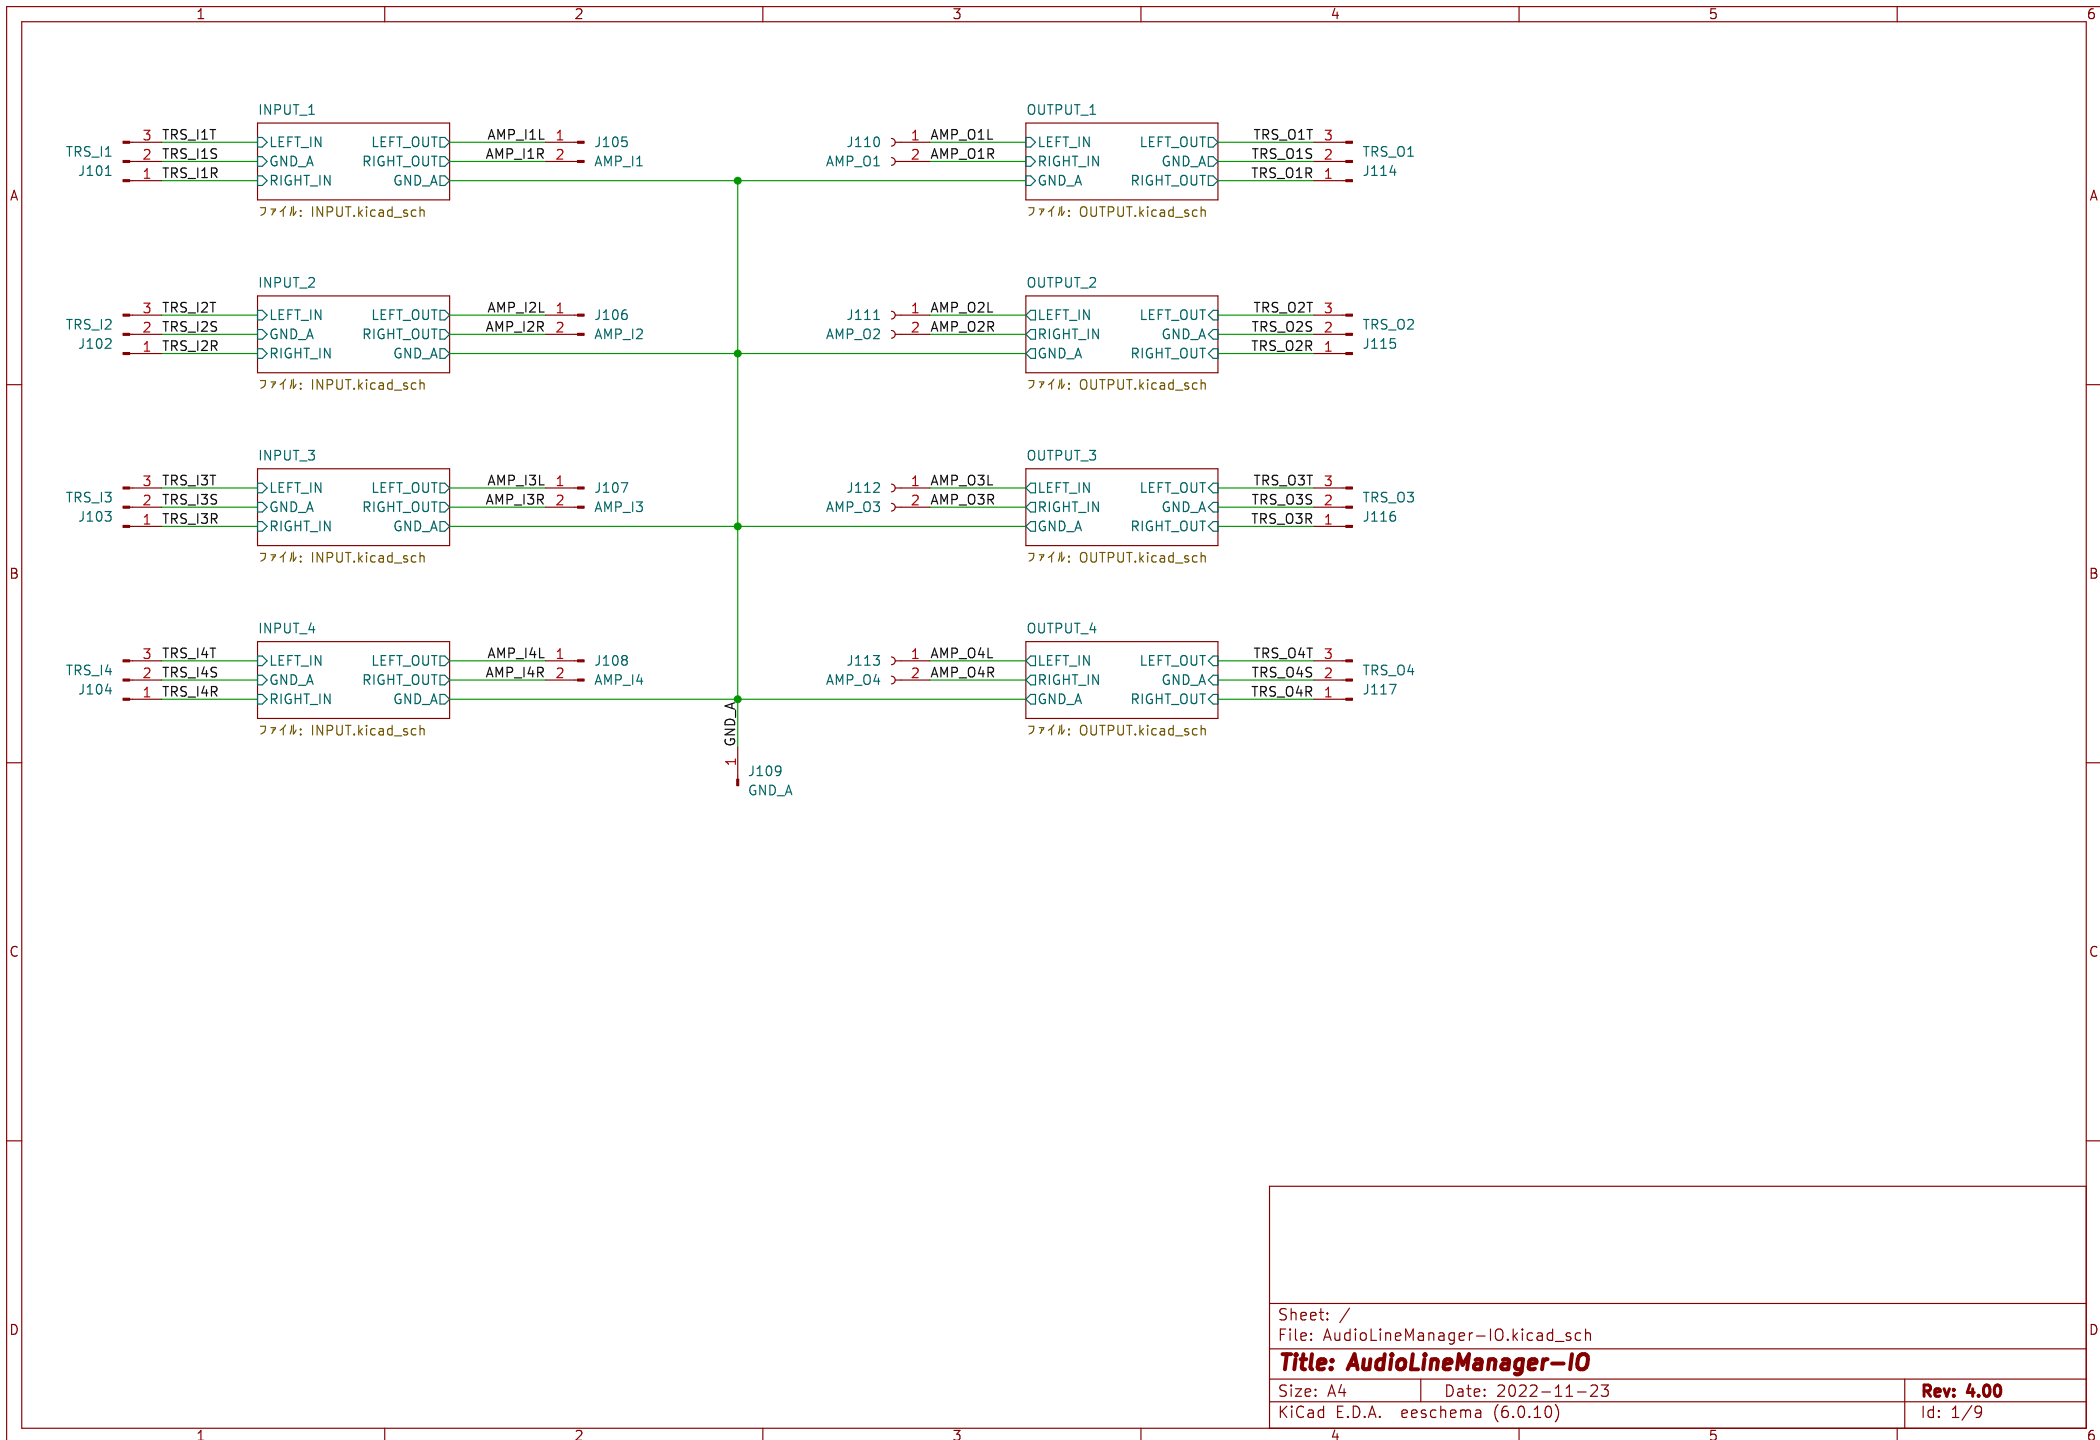 1 2 3 4 5 6
INPUT_1
TRS_I1
J101
3 TRS_I1T
2 TRS_I1S
1 TRS_I1R
LEFT_IN LEFT_OUT
GND_A RIGHT_OUT
RIGHT_IN GND_A
AMP_I1L 1 J105
AMP_I1R 2 AMP_I1
ファイル: INPUT.kicad_sch
OUTPUT_1
J110 1 AMP_O1L
AMP_O1 2 AMP_O1R
LEFT_IN LEFT_OUT
RIGHT_IN GND_A
GND_A RIGHT_OUT
TRS_O1T 3
TRS_O1S 2
TRS_O1R 1
TRS_O1
J114
ファイル: OUTPUT.kicad_sch
A A
INPUT_2
TRS_I2
J102
3 TRS_I2T
2 TRS_I2S
1 TRS_I2R
LEFT_IN LEFT_OUT
GND_A RIGHT_OUT
RIGHT_IN GND_A
AMP_I2L 1 J106
AMP_I2R 2 AMP_I2
ファイル: INPUT.kicad_sch
OUTPUT_2
J111 1 AMP_O2L
AMP_O2 2 AMP_O2R
LEFT_IN LEFT_OUT
RIGHT_IN GND_A
GND_A RIGHT_OUT
TRS_O2T 3
TRS_O2S 2
TRS_O2R 1
TRS_O2
J115
ファイル: OUTPUT.kicad_sch
INPUT_3
TRS_I3
J103
3 TRS_I3T
2 TRS_I3S
1 TRS_I3R
LEFT_IN LEFT_OUT
GND_A RIGHT_OUT
RIGHT_IN GND_A
AMP_I3L 1 J107
AMP_I3R 2 AMP_I3
ファイル: INPUT.kicad_sch
OUTPUT_3
J112 1 AMP_O3L
AMP_O3 2 AMP_O3R
LEFT_IN LEFT_OUT
RIGHT_IN GND_A
GND_A RIGHT_OUT
TRS_O3T 3
TRS_O3S 2
TRS_O3R 1
TRS_O3
J116
ファイル: OUTPUT.kicad_sch
B B
INPUT_4
TRS_I4
J104
3 TRS_I4T
2 TRS_I4S
1 TRS_I4R
LEFT_IN LEFT_OUT
GND_A RIGHT_OUT
RIGHT_IN GND_A
AMP_I4L 1 J108
AMP_I4R 2 AMP_I4
ファイル: INPUT.kicad_sch
OUTPUT_4
J113 1 AMP_O4L
AMP_O4 2 AMP_O4R
LEFT_IN LEFT_OUT
RIGHT_IN GND_A
GND_A RIGHT_OUT
TRS_O4T 3
TRS_O4S 2
TRS_O4R 1
TRS_O4
J117
ファイル: OUTPUT.kicad_sch
GND_A
1
J109
GND_A
C C
D D
Sheet: /
File: AudioLineManager-IO.kicad_sch
Title: AudioLineManager-IO
Size: A4 Date: 2022-11-23 Rev: 4.00
KiCad E.D.A. eeschema (6.0.10) Id: 1/9
1 2 3 4 5 6